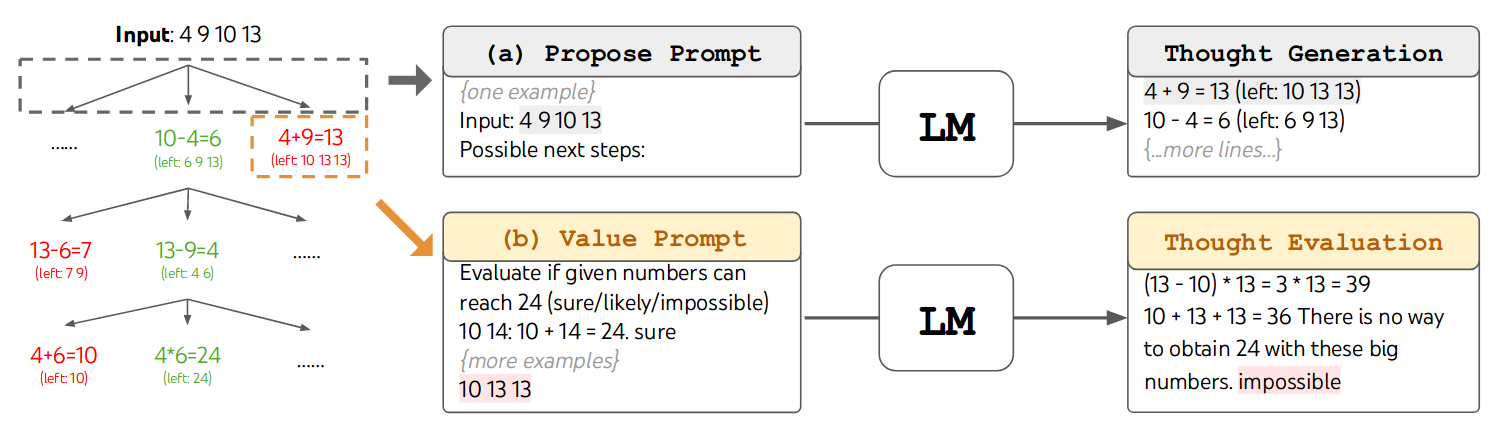 Input: 4 9 10 13
......
10-4=6
(left: 6 9 13)
4+9=13
(left: 10 13 13)
13-6=7
(left: 7 9)
13-9=4
(left: 4 6)
......
4+6=10
(left: 10)
4*6=24
(left: 24)
......
(a) Propose Prompt
{one example}
Input: 4 9 10 13
Possible next steps:
LM
Thought Generation
4 + 9 = 13 (left: 10 13 13)
10 - 4 = 6 (left: 6 9 13)
{...more lines...}
(b) Value Prompt
Evaluate if given numbers can
reach 24 (sure/likely/impossible)
10 14: 10 + 14 = 24. sure
{more examples}
10 13 13
LM
Thought Evaluation
(13 - 10) * 13 = 3 * 13 = 39
10 + 13 + 13 = 36 There is no way
to obtain 24 with these big
numbers. impossible